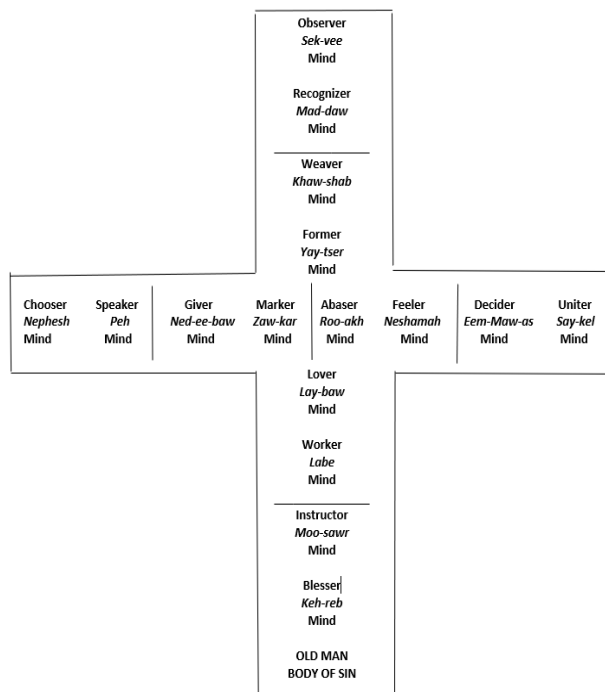 Observer
Sek-vee
Mind
Recognizer
Mad-daw
Mind
Weaver
Khaw-shab
Mind
Former
Yay-tser
Mind
Chooser Speaker Giver Marker Abaser Feeler Decider Uniter
Nephesh Peh Ned-ee-baw Zaw-kar Roo-akh Neshamah Eem-Maw-as Say-kel
Mind Mind Mind Mind Mind Mind Mind Mind
Lover
Lay-baw
Mind
Worker
Labe
Mind
Instructor
Moo-sawr
Mind
Blesser
Keh-reb
Mind
OLD MAN
BODY OF SIN